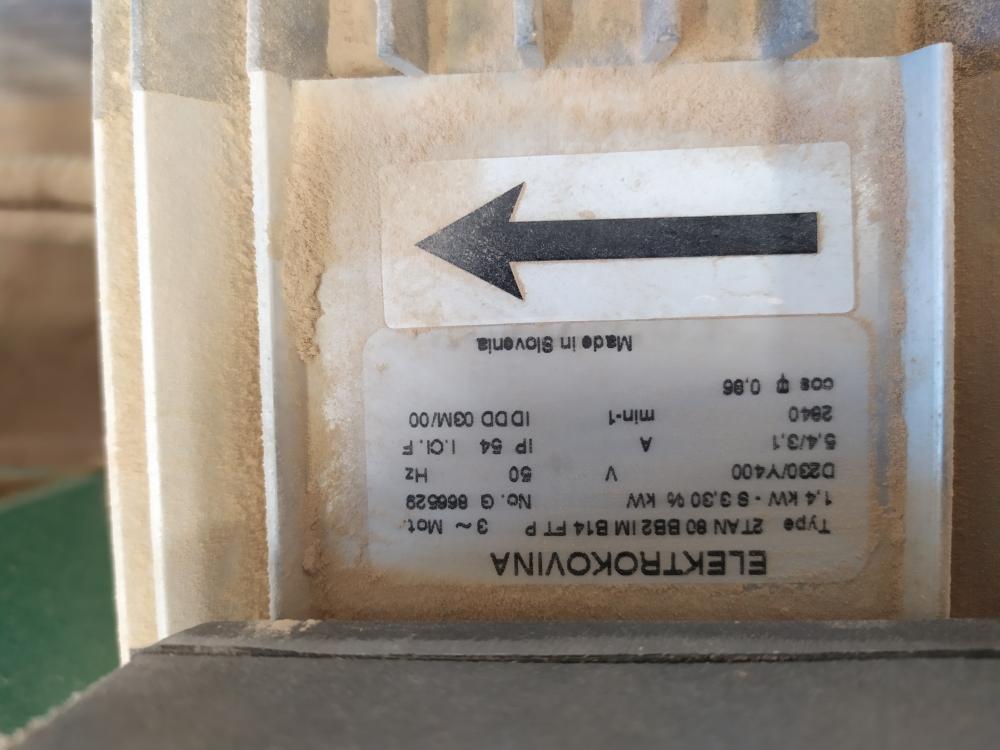 ELEKTROKOVINA
Type 2TAN 80 BB2 IM B14 FT P 3 ~ Mot.
1,4 kW - S 3,30 % kW No. G 866529
D230/Y400 V 50 Hz
5,4/3,1 A IP 54 I.Cl. F
2840 min-1 ID DD 03M/00
cos φ 0,86
Made in Slovenia